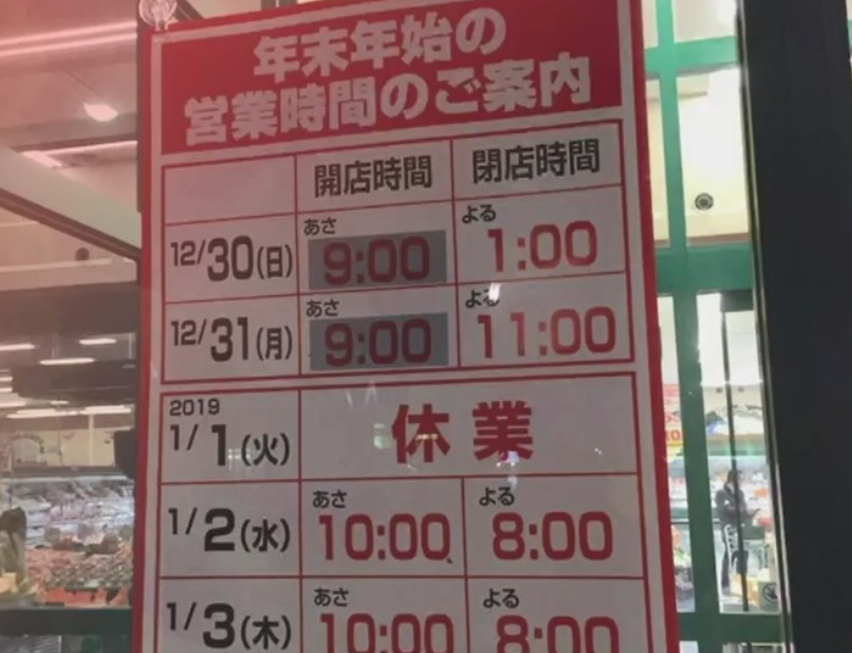 年末年始の
営業時間のご案内
開店時間 閉店時間
12/30(日) あさ 9:00 よる 1:00
12/31(月) あさ 9:00 よる 11:00
2019
1/1(火) 休業
1/2(水) あさ 10:00 よる 8:00
1/3(木) あさ 10:00 よる 8:00